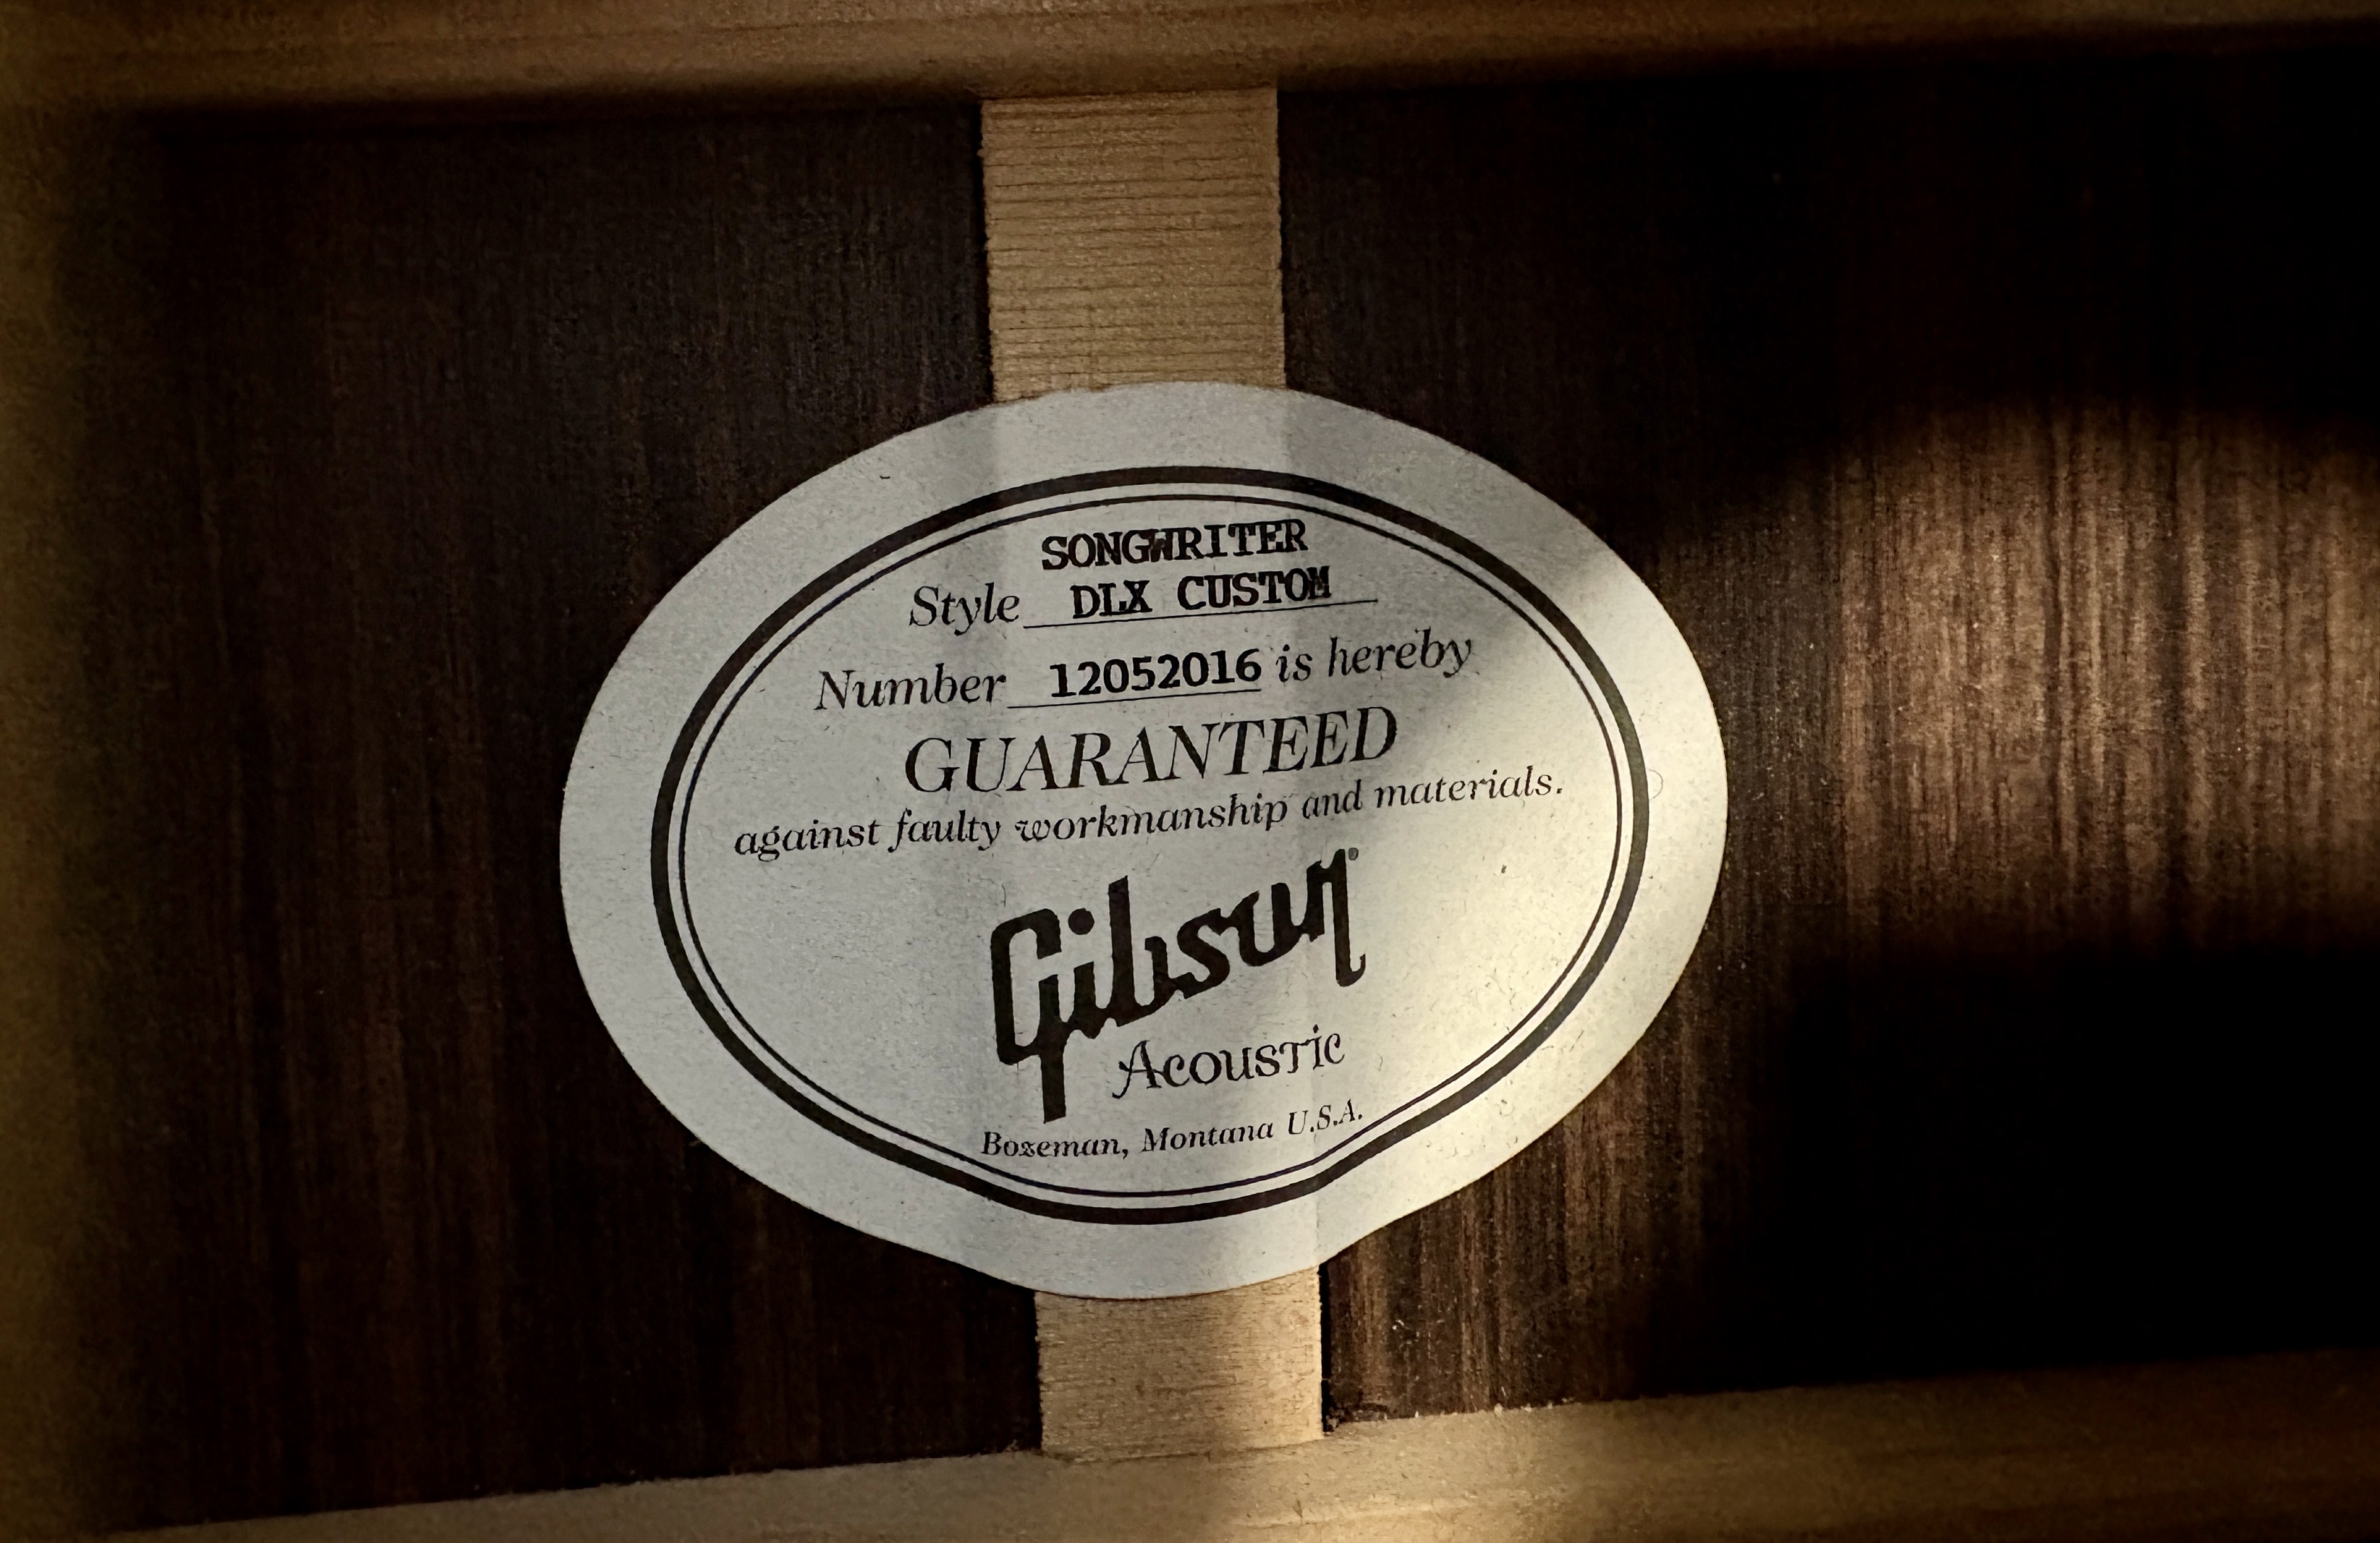 SONGWRITER
Style DLX CUSTOM
Number 12052016 is hereby
GUARANTEED
against faulty workmanship and materials.
Gibson
Acoustic
Bozeman, Montana U.S.A.